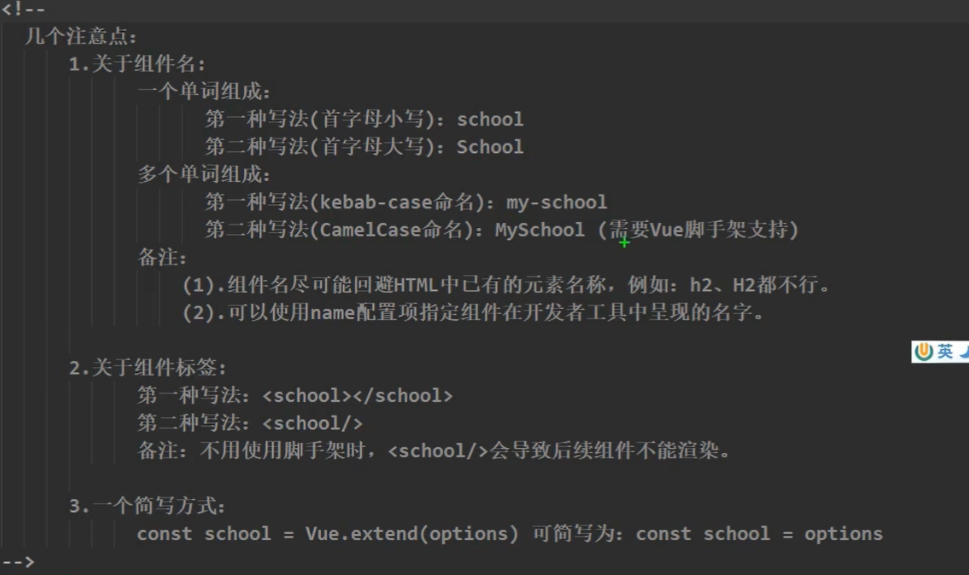 <!--
几个注意点：
1.关于组件名：
一个单词组成：
第一种写法(首字母小写)：school
第二种写法(首字母大写)：School
多个单词组成：
第一种写法(kebab-case命名)：my-school
第二种写法(CamelCase命名)：MySchool (需要Vue脚手架支持)
备注：
(1).组件名尽可能回避HTML中已有的元素名称，例如：h2、H2都不行。
(2).可以使用name配置项指定组件在开发者工具中呈现的名字。
英
2.关于组件标签：
第一种写法：<school></school>
第二种写法：<school/>
备注：不用使用脚手架时，<school/>会导致后续组件不能渲染。
3.一个简写方式：
const school = Vue.extend(options) 可简写为：const school = options
-->